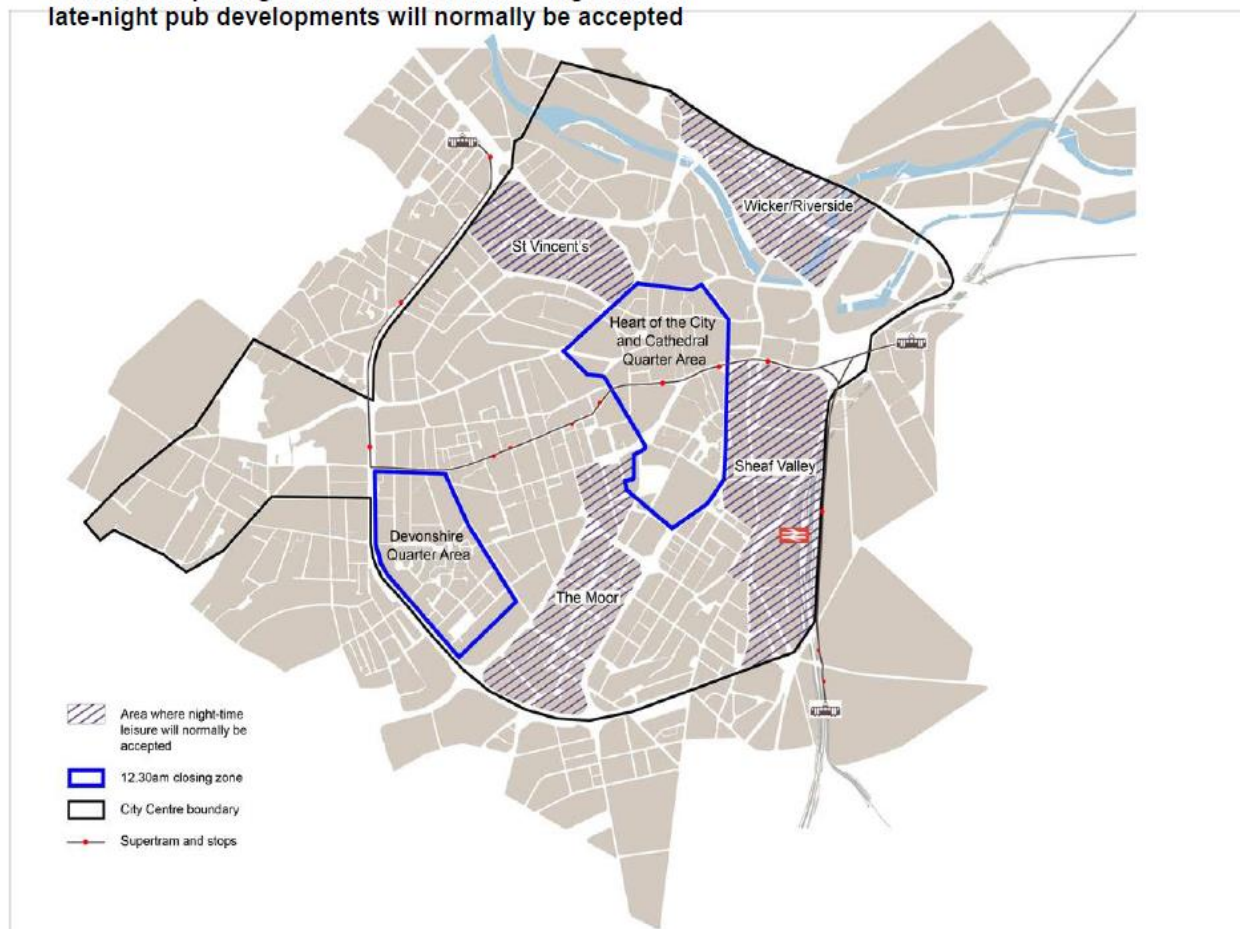 late-night pub developments will normally be accepted
Wicker/Riverside
St Vincent's
Heart of the City
and Cathedral
Quarter Area
Sheaf Valley
Devonshire
Quarter Area
The Moor
Area where night-time
leisure will normally be
accepted
12.30am closing zone
City Centre boundary
Supertram and stops